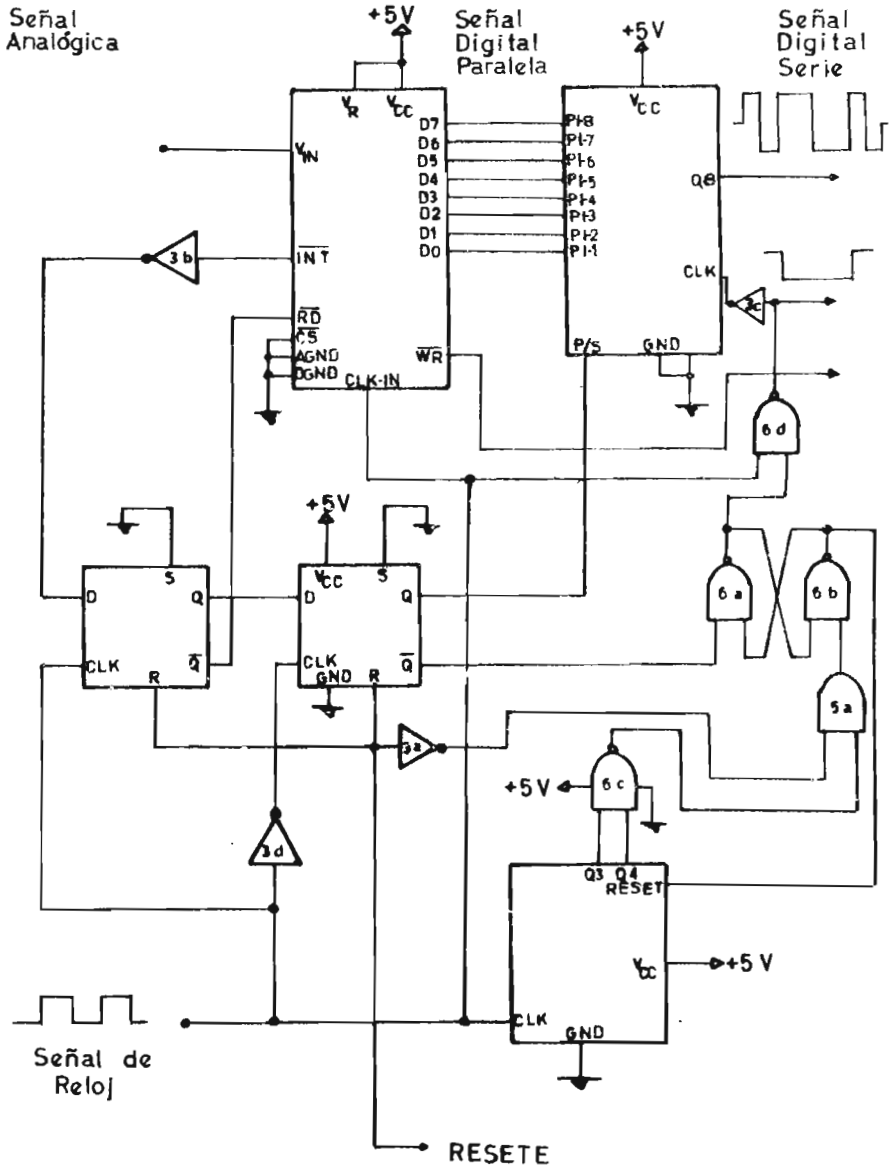 Señal
Analógica
+5V
Señal
Digital
Paralela
+5V
Señal
Digital
Serie
VR
VCC
VIN
D7
D6
D5
D4
D3
D2
D1
D0
INT
RD
CS
AGND
DGND
CLK-IN
WR
VCC
PI-8
PI-7
PI-6
PI-5
PI-4
PI-3
PI-2
PI-1
Q8
CLK
P/S
GND
3b
3c
6d
+5V
S
D
Q
CLK
Q
R
VCC
S
D
Q
CLK
Q
GND
R
6a
6b
5a
3a
3d
+5V
6c
Q3
Q4
RESET
VCC
+5V
CLK
GND
Señal de
Reloj
RESETE